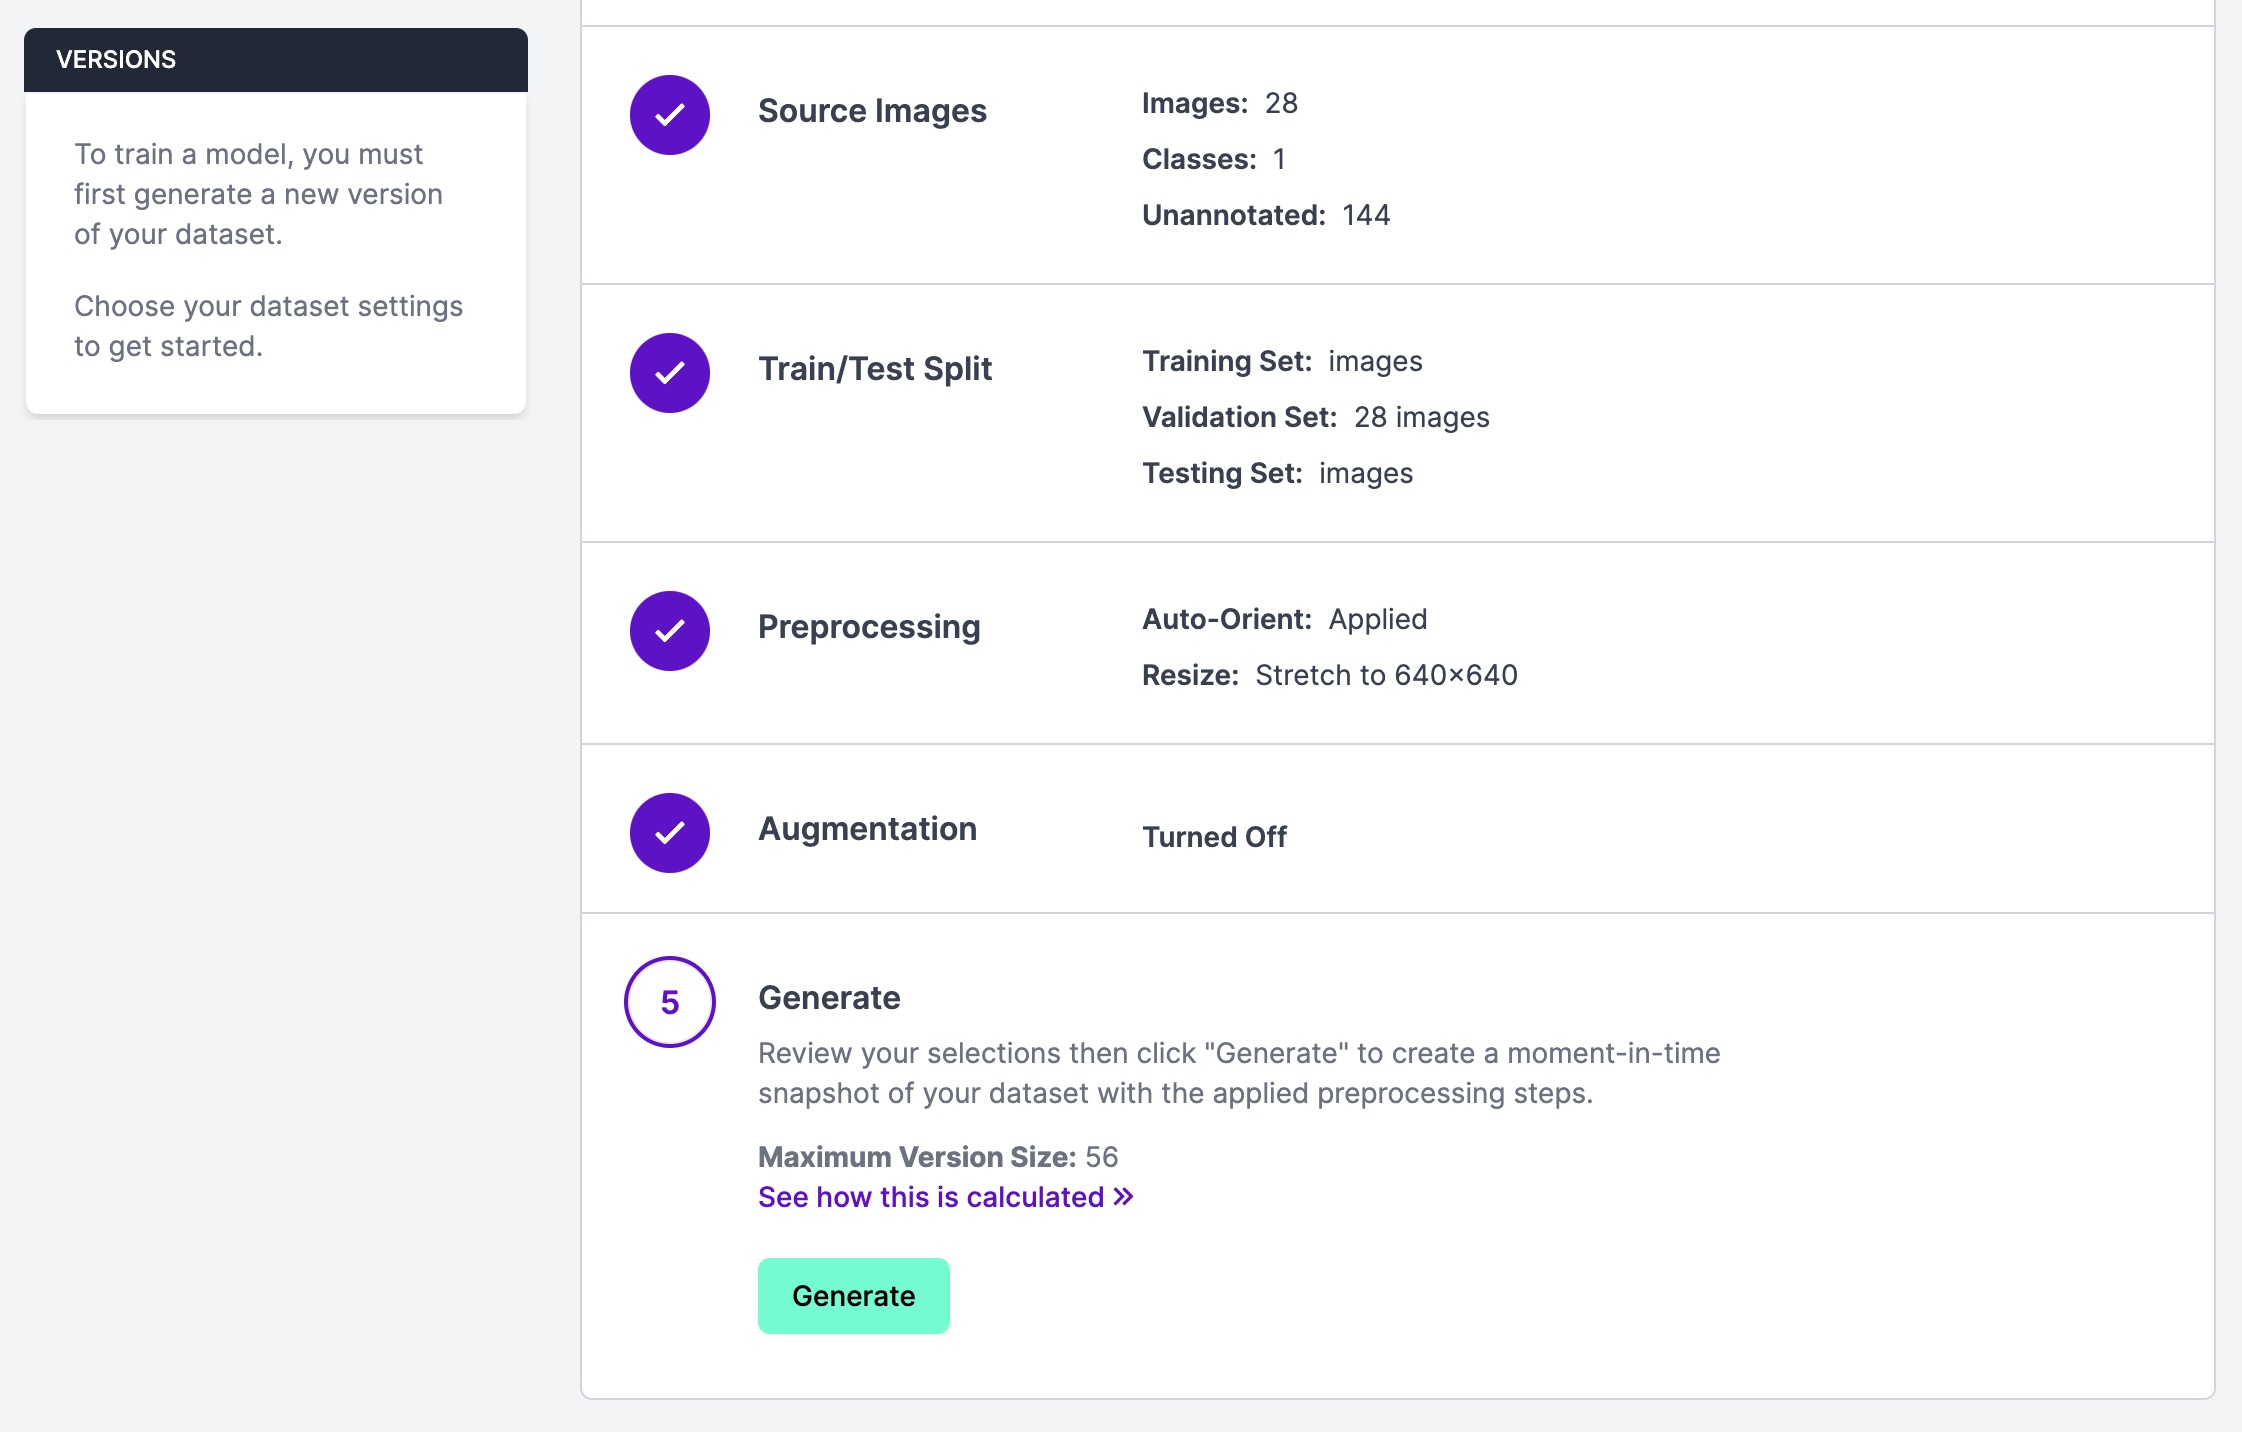 VERSIONS
To train a model, you must
first generate a new version
of your dataset.
Choose your dataset settings
to get started.
Source Images
Images: 28
Classes: 1
Unannotated: 144
Train/Test Split
Training Set: images
Validation Set: 28 images
Testing Set: images
Preprocessing
Auto-Orient: Applied
Resize: Stretch to 640×640
Augmentation
Turned Off
5
Generate
Review your selections then click "Generate" to create a moment-in-time
snapshot of your dataset with the applied preprocessing steps.
Maximum Version Size: 56
See how this is calculated »
Generate